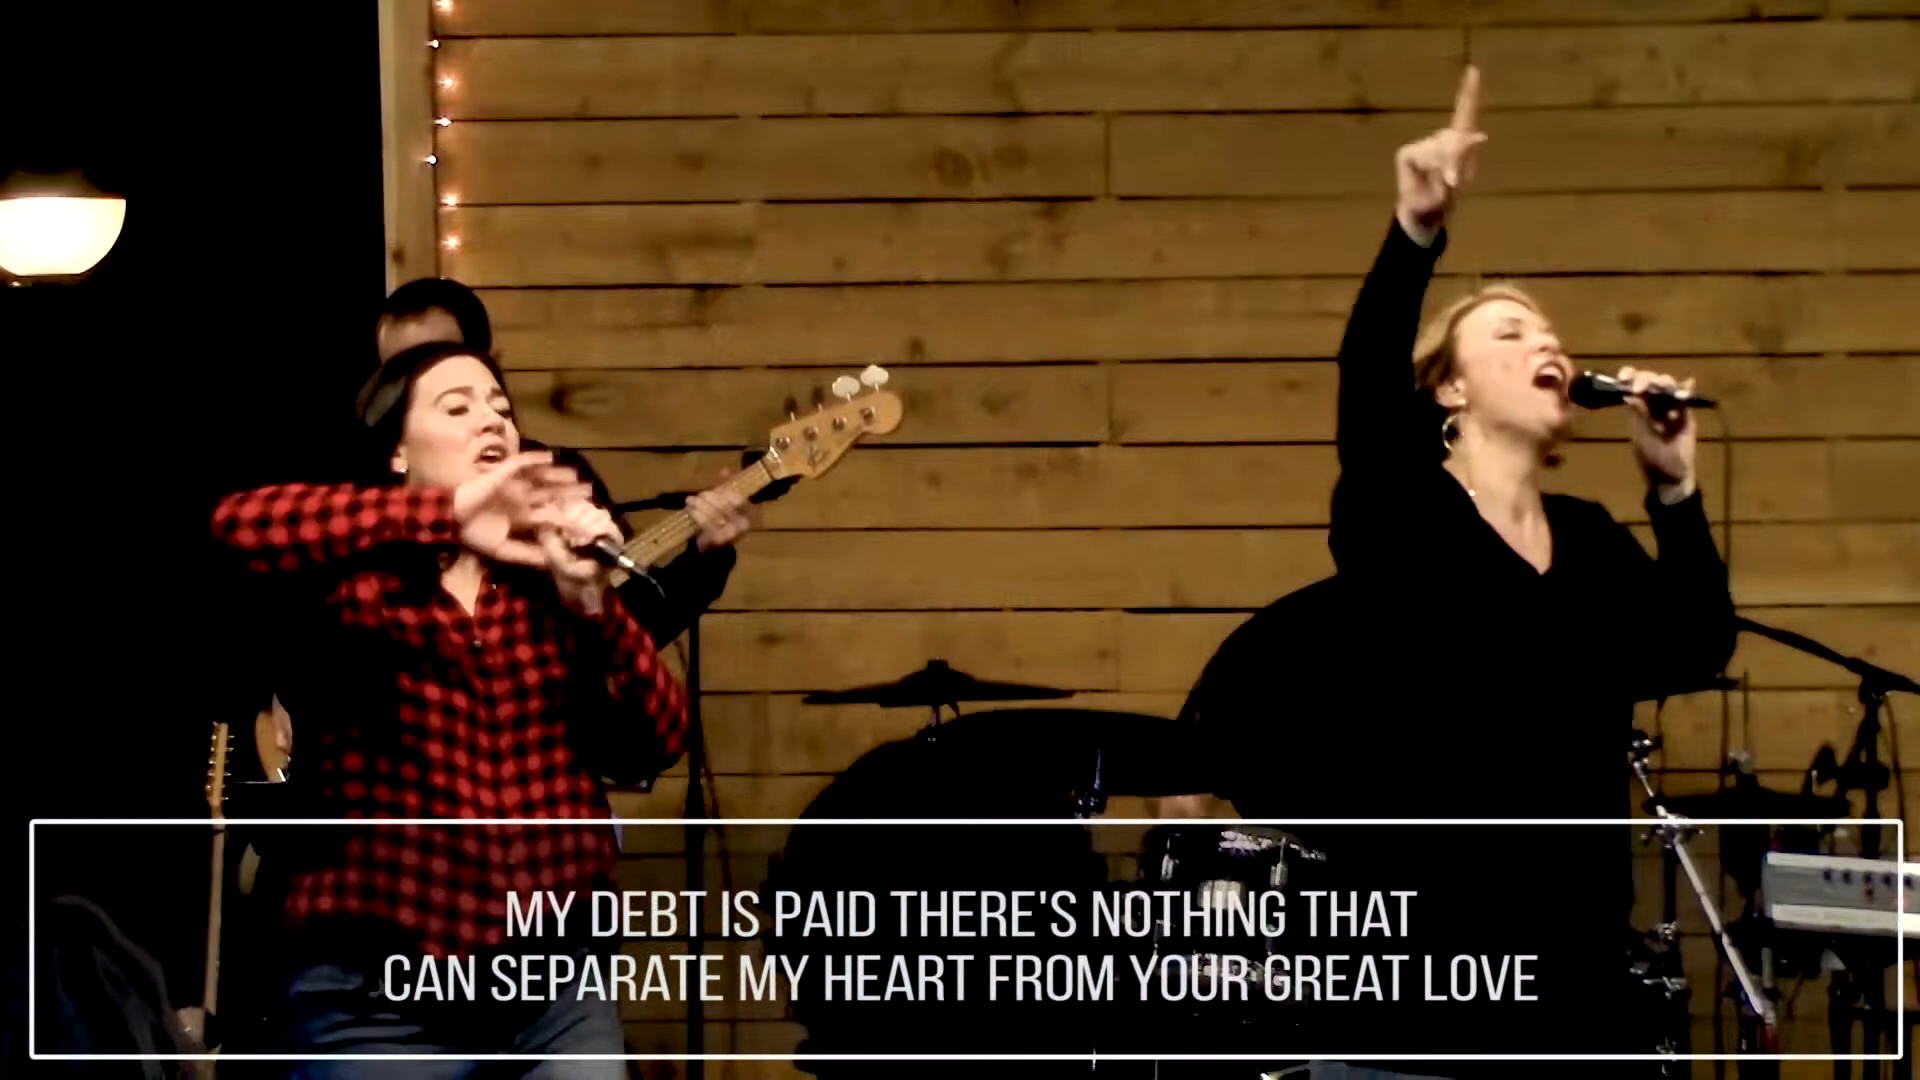 MY DEBT IS PAID THERE'S NOTHING THAT
CAN SEPARATE MY HEART FROM YOUR GREAT LOVE